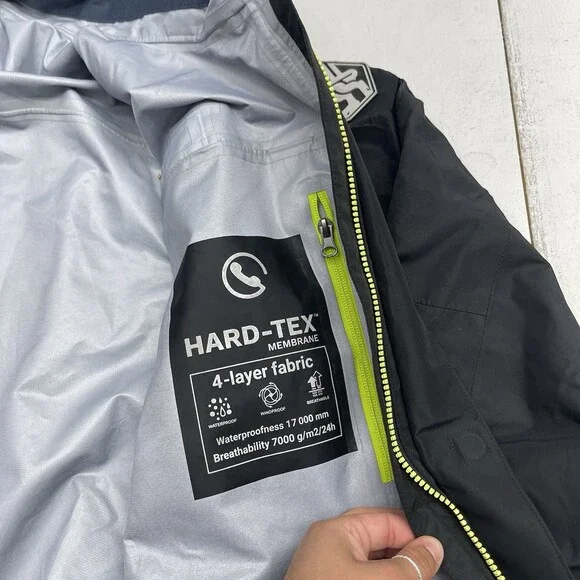 HARD-TEX™
MEMBRANE
4-layer fabric
WATERPROOF WINDPROOF BREATHABLE
Waterproofness 17 000 mm
Breathability 7000 g/m2/24h